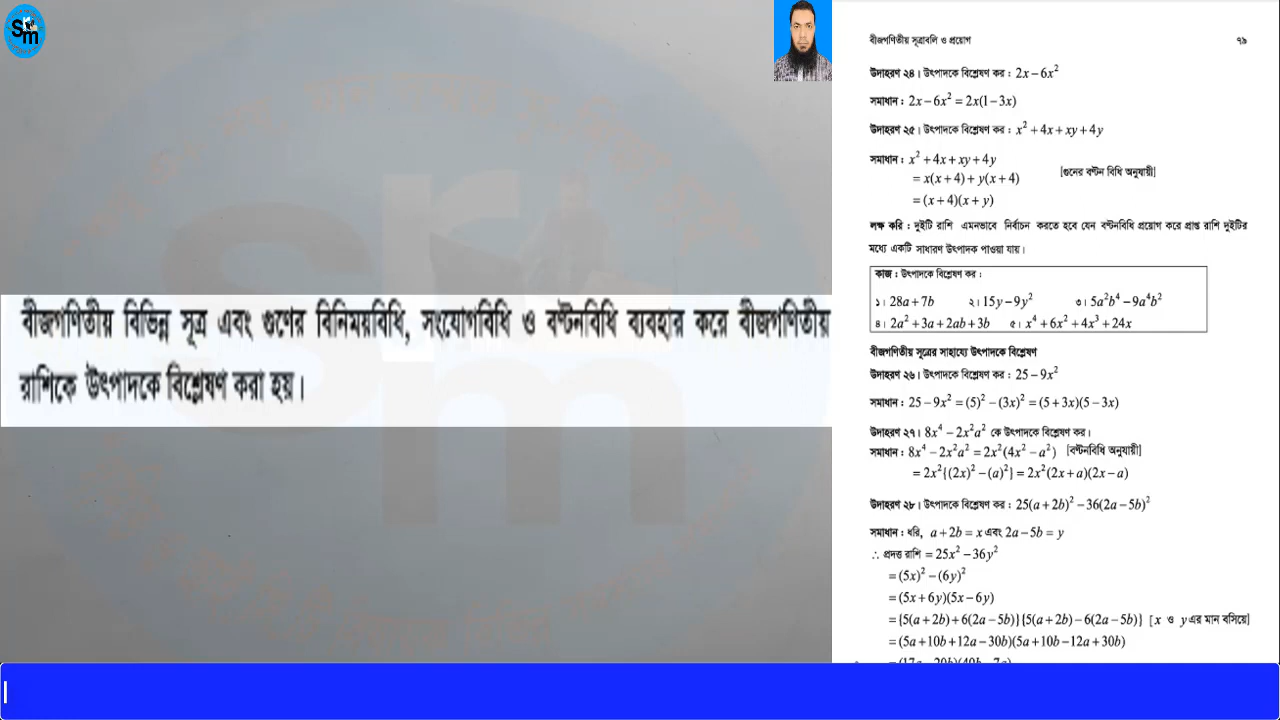 Sm
বীজগণিতীয় বিভিন্ন সূত্র এবং গুণের বিনিময়বিধি, সংযোগবিধি ও বণ্টনবিধি ব্যবহার করে বীজগণিতীয়
রাশিকে উৎপাদকে বিশ্লেষণ করা হয়।
বীজগণিতীয় সূত্রাবলি ও প্রয়োগ ৭৯
উদাহরণ ২৪। উৎপাদকে বিশ্লেষণ কর : 2x − 6x²
সমাধান : 2x − 6x² = 2x(1 − 3x)
উদাহরণ ২৫। উৎপাদকে বিশ্লেষণ কর : x² + 4x + xy + 4y
সমাধান : x² + 4x + xy + 4y
= x(x + 4) + y(x + 4) [গুনের বণ্টন বিধি অনুযায়ী]
= (x + 4)(x + y)
লক্ষ করি : দুইটি রাশি এমনভাবে নির্বাচন করতে হবে যেন বণ্টনবিধি প্রয়োগ করে প্রাপ্ত রাশি দুইটির
মধ্যে একটি সাধারণ উৎপাদক পাওয়া যায়।
কাজ : উৎপাদকে বিশ্লেষণ কর :
১। 28a + 7b ২। 15y − 9y² ৩। 5a²b⁴ − 9a⁴b²
৪। 2a² + 3a + 2ab + 3b ৫। x⁴ + 6x² + 4x³ + 24x
বীজগণিতীয় সূত্রের সাহায্যে উৎপাদকে বিশ্লেষণ
উদাহরণ ২৬। উৎপাদকে বিশ্লেষণ কর : 25 − 9x²
সমাধান : 25 − 9x² = (5)² − (3x)² = (5 + 3x)(5 − 3x)
উদাহরণ ২৭। 8x⁴ − 2x²a² কে উৎপাদকে বিশ্লেষণ কর।
সমাধান : 8x⁴ − 2x²a² = 2x²(4x² − a²) [বণ্টনবিধি অনুযায়ী]
= 2x²{(2x)² − (a)²} = 2x²(2x + a)(2x − a)
উদাহরণ ২৮। উৎপাদকে বিশ্লেষণ কর : 25(a + 2b)² − 36(2a − 5b)²
সমাধান : ধরি, a + 2b = x এবং 2a − 5b = y
∴ প্রদত্ত রাশি = 25x² − 36y²
= (5x)² − (6y)²
= (5x + 6y)(5x − 6y)
= {5(a + 2b) + 6(2a − 5b)}{5(a + 2b) − 6(2a − 5b)} [x ও y এর মান বসিয়ে]
= (5a + 10b + 12a − 30b)(5a + 10b − 12a + 30b)
= (17a − 20b)(40b − 7a)